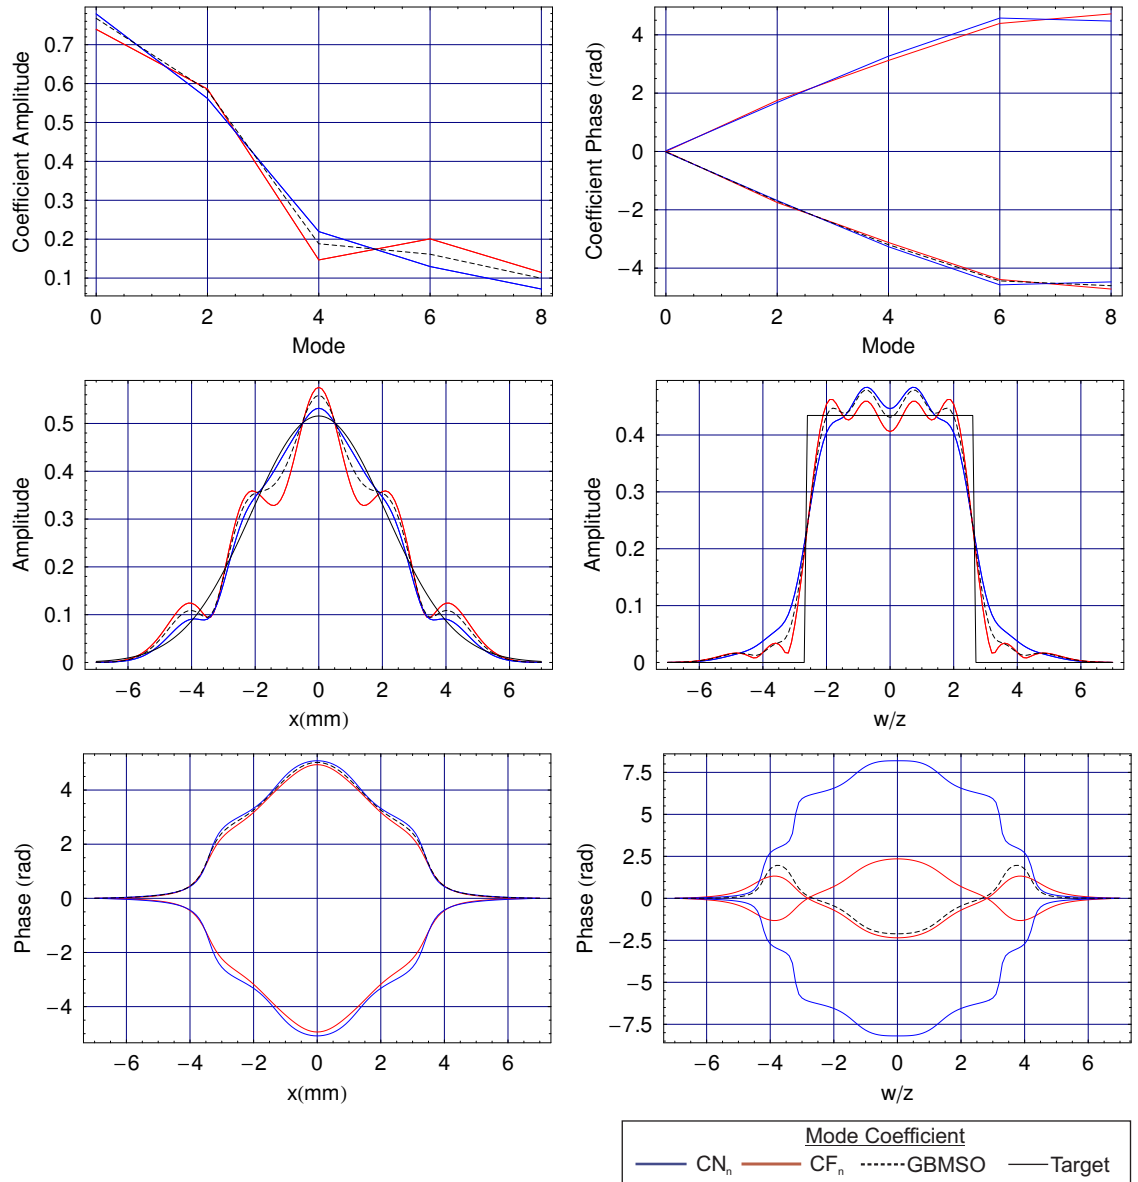 Coefficient Amplitude
0.7
0.6
0.5
0.4
0.3
0.2
0.1
0 2 4 6 8
Mode
Coefficient Phase (rad)
4
2
0
−2
−4
0 2 4 6 8
Mode
Amplitude
0.5
0.4
0.3
0.2
0.1
0
−6 −4 −2 0 2 4 6
x(mm)
Amplitude
0.4
0.3
0.2
0.1
0
−6 −4 −2 0 2 4 6
w/z
Phase (rad)
4
2
0
−2
−4
−6 −4 −2 0 2 4 6
x(mm)
Phase (rad)
7.5
5
2.5
0
−2.5
−5
−7.5
−6 −4 −2 0 2 4 6
w/z
Mode Coefficient
CNₙ CFₙ GBMSO Target